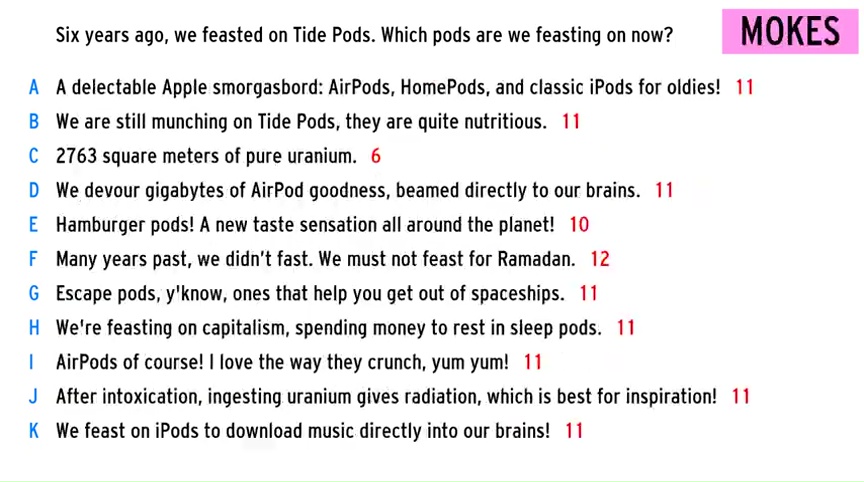 Six years ago, we feasted on Tide Pods. Which pods are we feasting on now?
MOKES
A A delectable Apple smorgasbord: AirPods, HomePods, and classic iPods for oldies! 11
B We are still munching on Tide Pods, they are quite nutritious. 11
C 2763 square meters of pure uranium. 6
D We devour gigabytes of AirPod goodness, beamed directly to our brains. 11
E Hamburger pods! A new taste sensation all around the planet! 10
F Many years past, we didn't fast. We must not feast for Ramadan. 12
G Escape pods, y'know, ones that help you get out of spaceships. 11
H We're feasting on capitalism, spending money to rest in sleep pods. 11
I AirPods of course! I love the way they crunch, yum yum! 11
J After intoxication, ingesting uranium gives radiation, which is best for inspiration! 11
K We feast on iPods to download music directly into our brains! 11